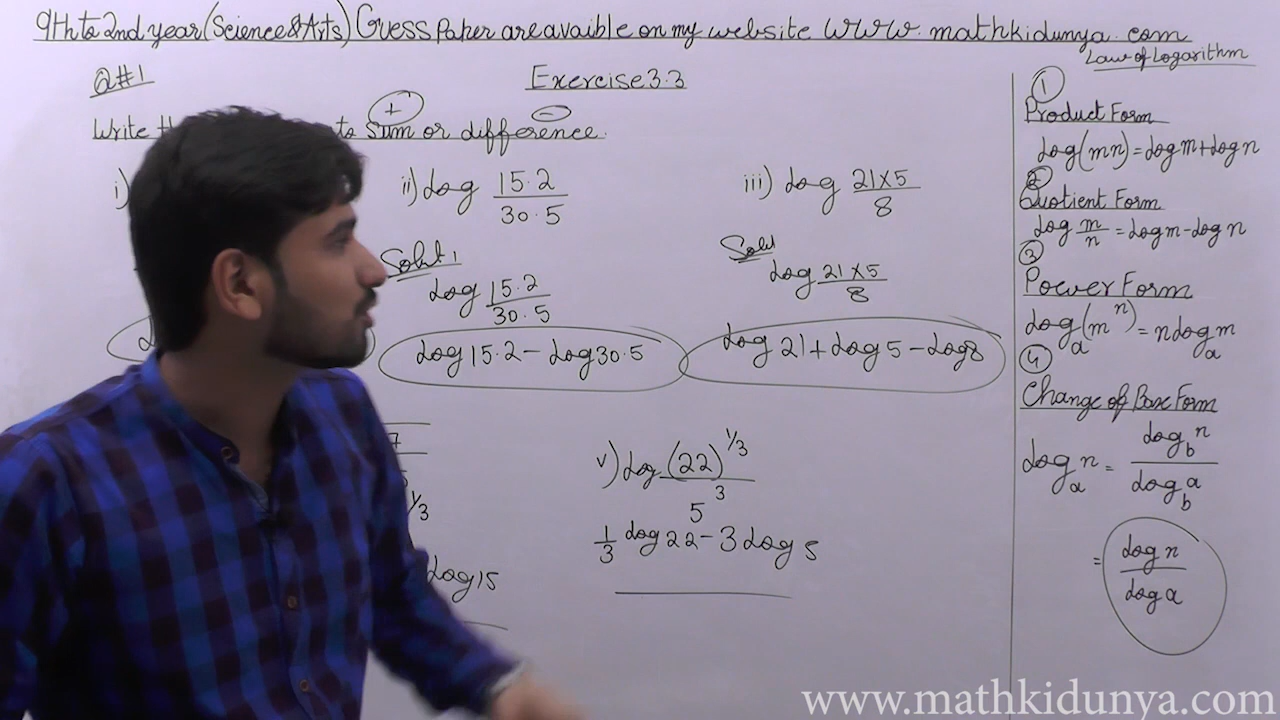 9th to 2nd year (Science & Arts) Guess Paper are avaible on my website WWW. mathkidunya. com
Law of Logarithm
Q#1
Exercise 3.3
+
−
Write to sum or difference.
i)
ii) Log 15.2 / 30.5
Log 15.2 / 30.5
Log 15.2 − Log 30.5
iii) Log 21×5 / 8
Log 21×5 / 8
Log 21 + Log 5 − Log 8
1/3
Log 15
v) Log (22)^1/3 / 5^3
1/3 Log 22 − 3 Log 5
1
Product Form
Log (mn) = Log m + Log n
2
Quotient Form
Log m/n = Log m − Log n
3
Power Form
Log_a (m^n) = n Log_a m
4
Change of Base Form
Log_a n = Log_b n / Log_b a
= Log n / Log a
www.mathkidunya.com